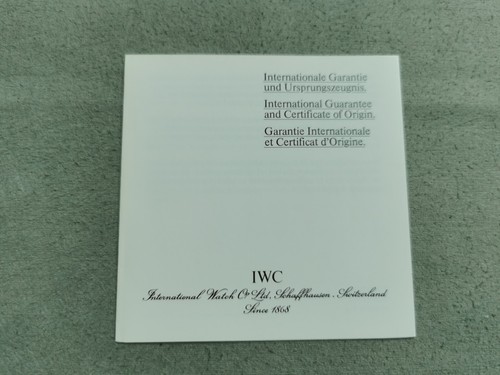 Internationale Garantie
und Ursprungszeugnis.
International Guarantee
and Certificate of Origin.
Garantie Internationale
et Certificat d'Origine.
IWC
International Watch Co Ltd, Schaffhausen - Switzerland
Since 1868